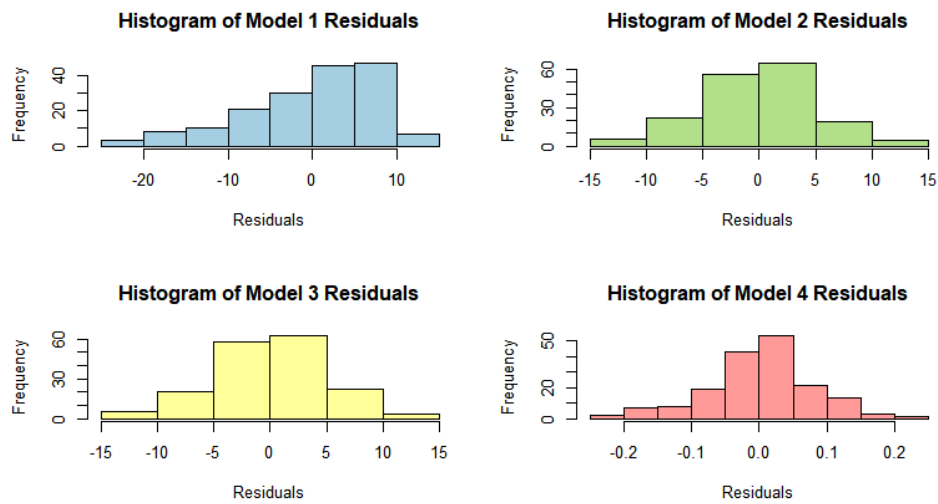 Histogram of Model 1 Residuals
Frequency
0 20 40
-20 -10 0 10
Residuals
Histogram of Model 2 Residuals
Frequency
0 30 60
-15 -10 -5 0 5 10 15
Residuals
Histogram of Model 3 Residuals
Frequency
0 30 60
-15 -10 -5 0 5 10 15
Residuals
Histogram of Model 4 Residuals
Frequency
0 20 50
-0.2 -0.1 0.0 0.1 0.2
Residuals